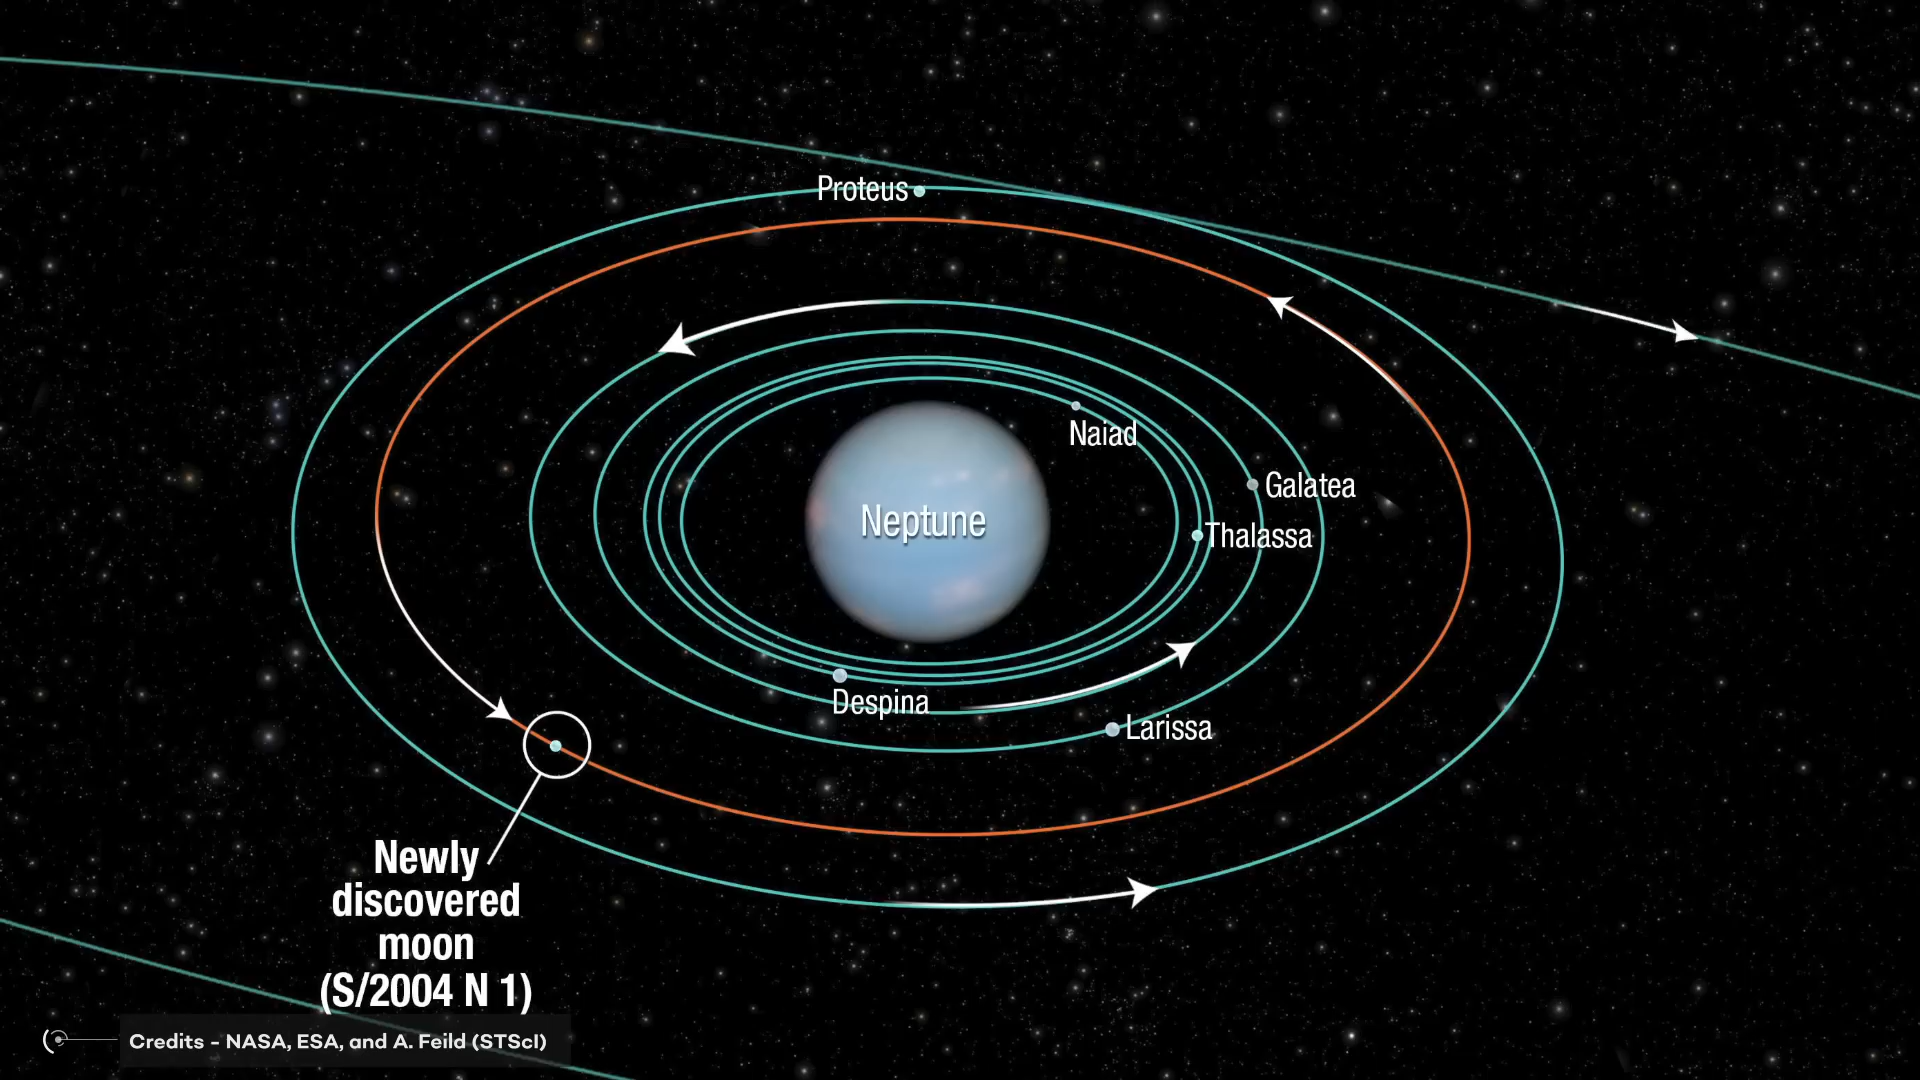 Proteus
Naiad
Galatea
Neptune
Thalassa
Despina
Larissa
Newly
discovered
moon
(S/2004 N 1)
Credits - NASA, ESA, and A. Feild (STScI)